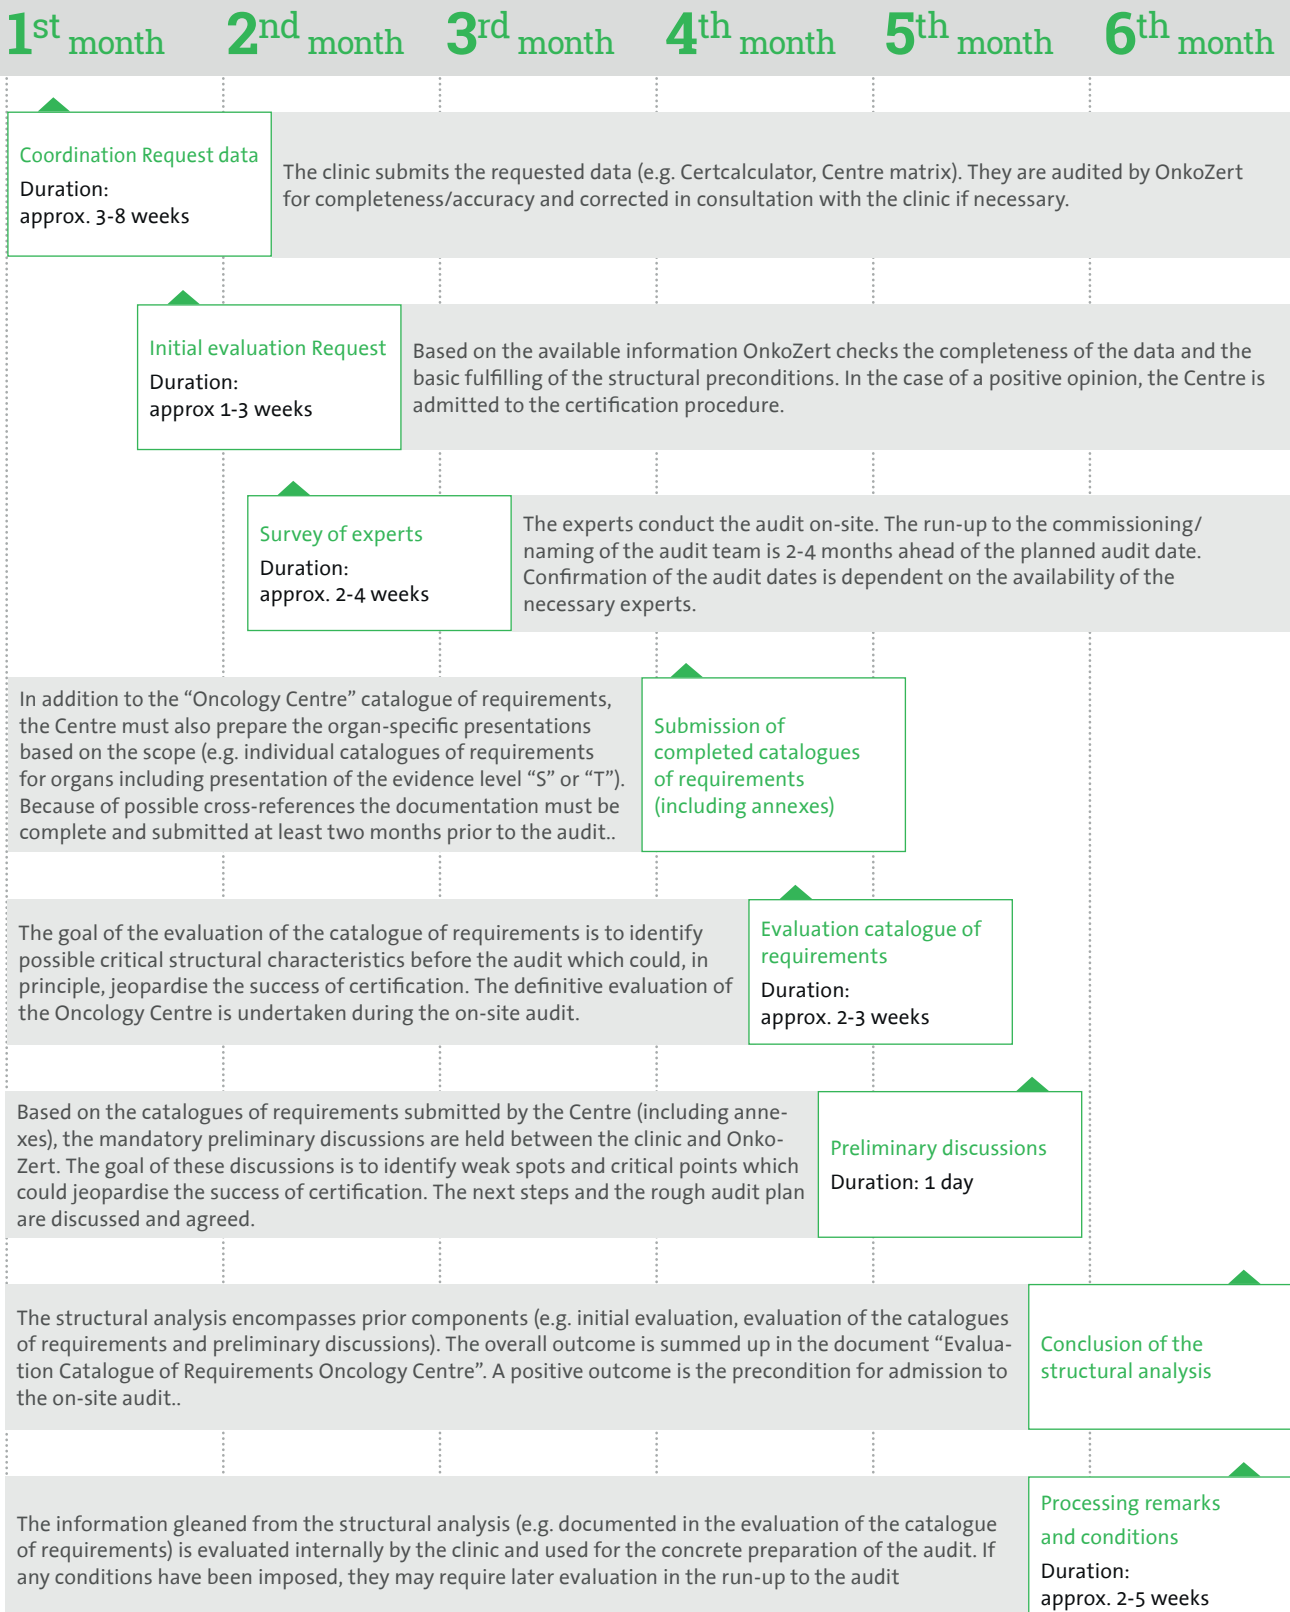 1st month 2nd month 3rd month 4th month 5th month 6th month
Coordination Request data
Duration:
approx. 3-8 weeks
The clinic submits the requested data (e.g. Certcalculator, Centre matrix). They are audited by OnkoZert
for completeness/accuracy and corrected in consultation with the clinic if necessary.
Initial evaluation Request
Duration:
approx 1-3 weeks
Based on the available information OnkoZert checks the completeness of the data and the
basic fulfilling of the structural preconditions. In the case of a positive opinion, the Centre is
admitted to the certification procedure.
Survey of experts
Duration:
approx. 2-4 weeks
The experts conduct the audit on-site. The run-up to the commissioning/
naming of the audit team is 2-4 months ahead of the planned audit date.
Confirmation of the audit dates is dependent on the availability of the
necessary experts.
In addition to the “Oncology Centre” catalogue of requirements,
the Centre must also prepare the organ-specific presentations
based on the scope (e.g. individual catalogues of requirements
for organs including presentation of the evidence level “S” or “T”).
Because of possible cross-references the documentation must be
complete and submitted at least two months prior to the audit..
Submission of
completed catalogues
of requirements
(including annexes)
The goal of the evaluation of the catalogue of requirements is to identify
possible critical structural characteristics before the audit which could, in
principle, jeopardise the success of certification. The definitive evaluation of
the Oncology Centre is undertaken during the on-site audit.
Evaluation catalogue of
requirements
Duration:
approx. 2-3 weeks
Based on the catalogues of requirements submitted by the Centre (including anne-
xes), the mandatory preliminary discussions are held between the clinic and Onko-
Zert. The goal of these discussions is to identify weak spots and critical points which
could jeopardise the success of certification. The next steps and the rough audit plan
are discussed and agreed.
Preliminary discussions
Duration: 1 day
The structural analysis encompasses prior components (e.g. initial evaluation, evaluation of the catalogues
of requirements and preliminary discussions). The overall outcome is summed up in the document “Evalua-
tion Catalogue of Requirements Oncology Centre”. A positive outcome is the precondition for admission to
the on-site audit..
Conclusion of the
structural analysis
The information gleaned from the structural analysis (e.g. documented in the evaluation of the catalogue
of requirements) is evaluated internally by the clinic and used for the concrete preparation of the audit. If
any conditions have been imposed, they may require later evaluation in the run-up to the audit
Processing remarks
and conditions
Duration:
approx. 2-5 weeks